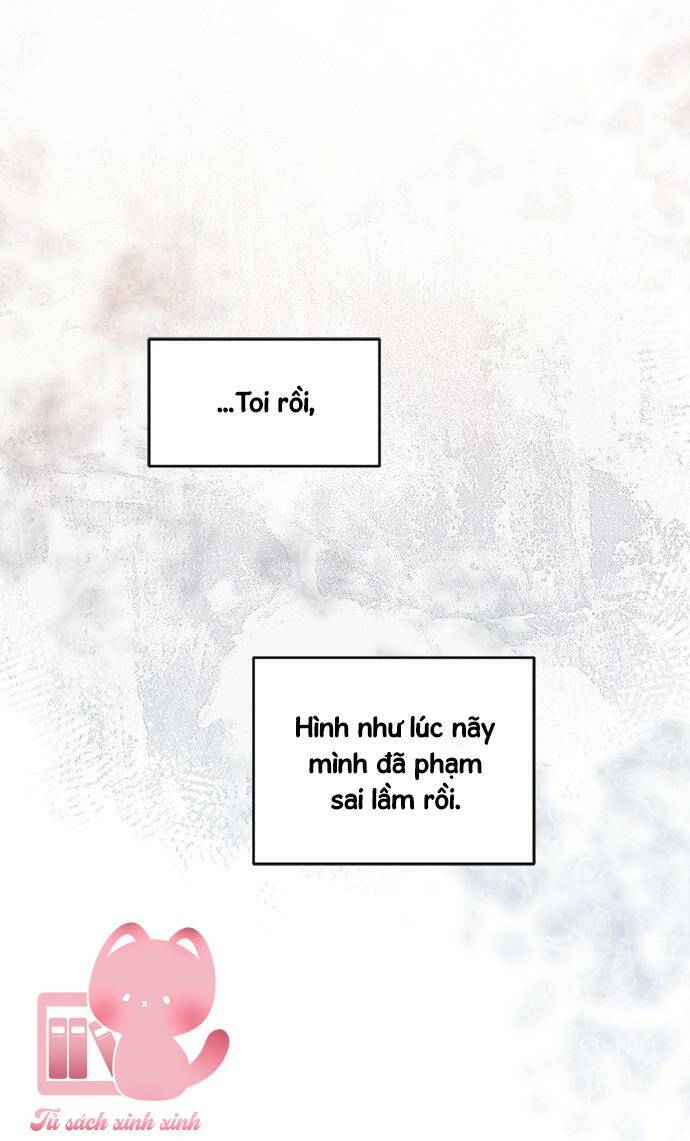 ...Toi rồi,
Hình như lúc nãy
mình đã phạm
sai lầm rồi.
Tủ sách xinh xinh